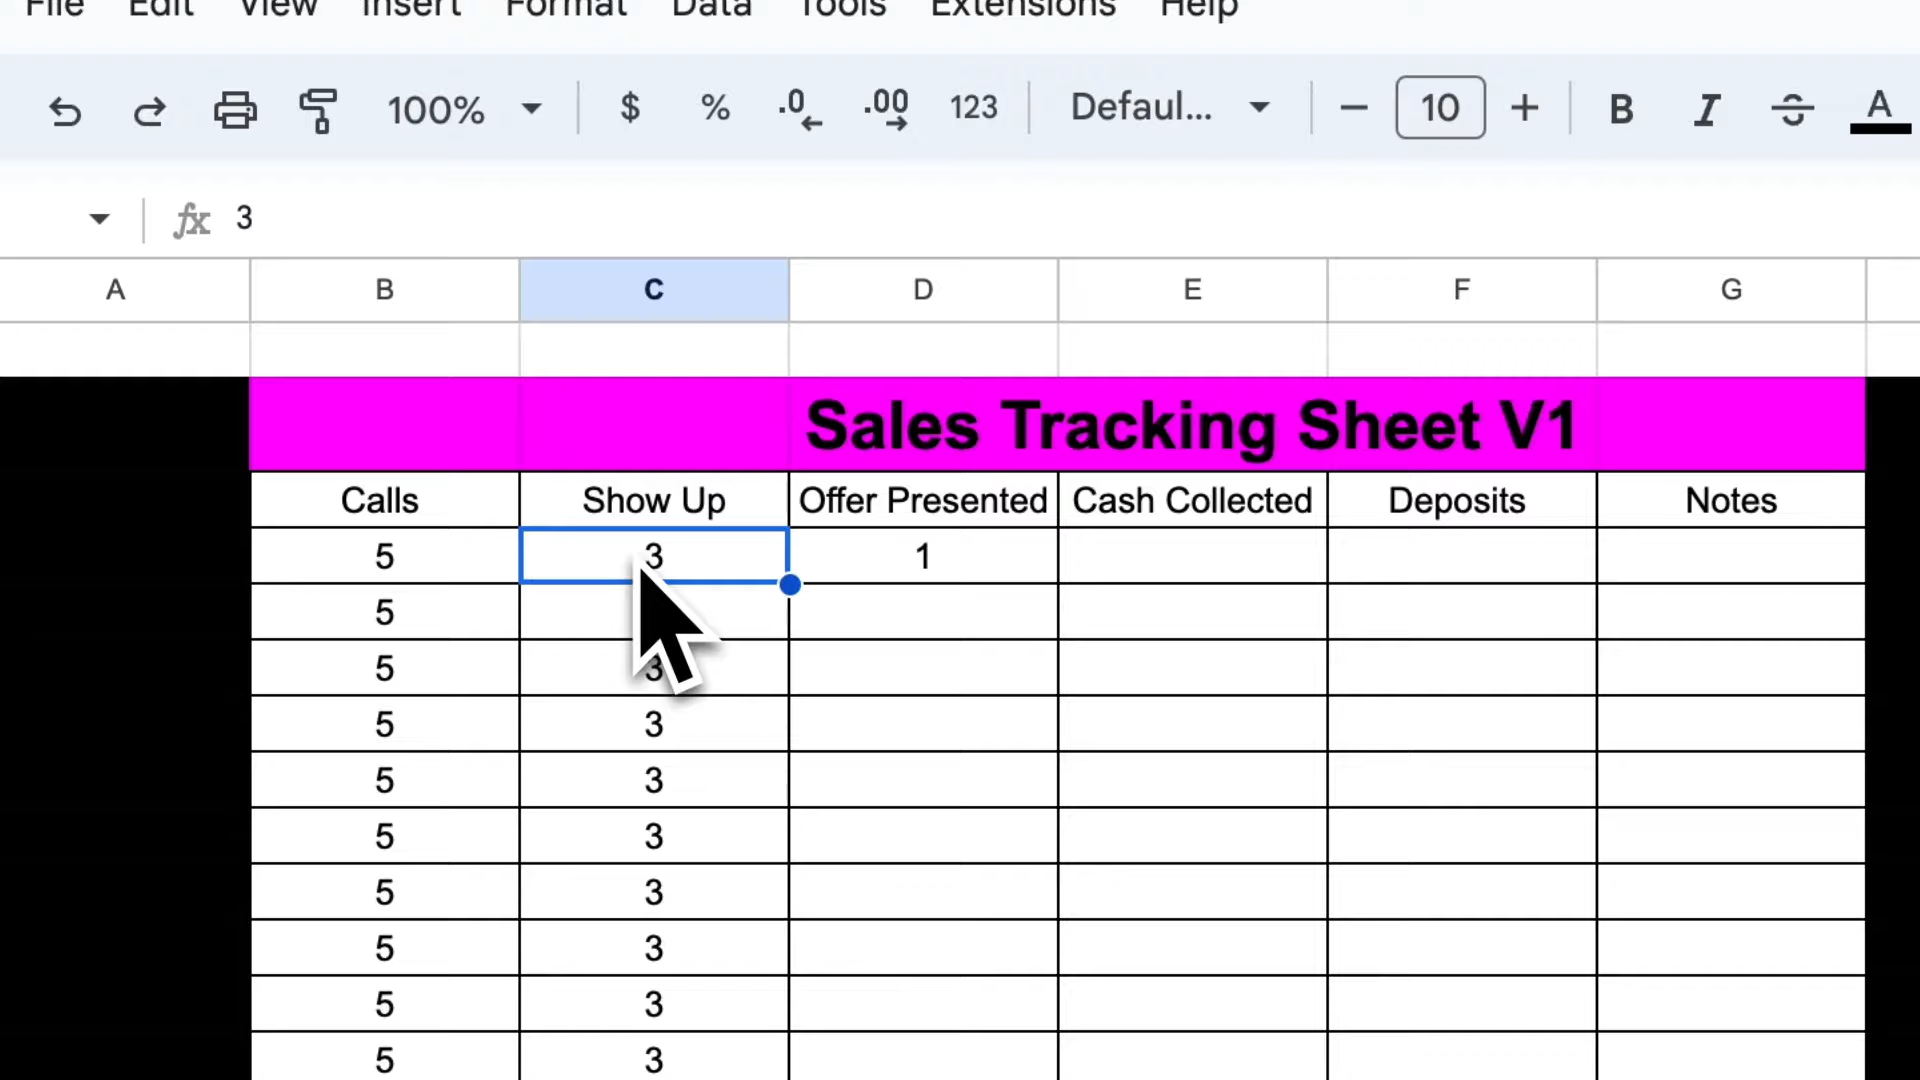 File Edit View Insert Format Data Tools Extensions Help
100% $ % .0 .00 123 Defaul... 10 B I S A
fx 3
A B C D E F G
Sales Tracking Sheet V1
Calls Show Up Offer Presented Cash Collected Deposits Notes
5 3 1
5
5 3
5 3
5 3
5 3
5 3
5 3
5 3
5 3